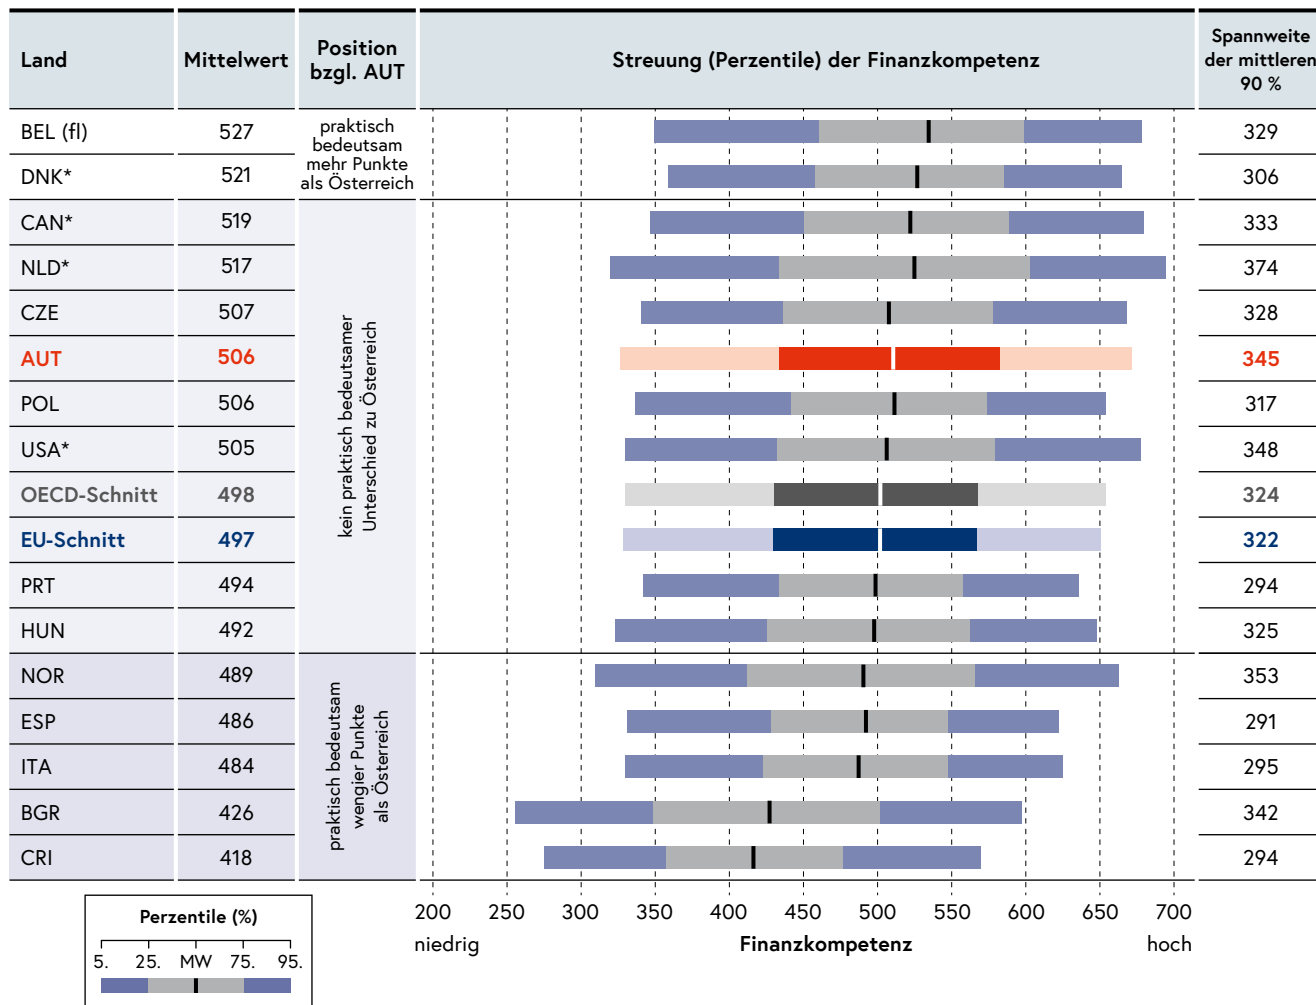 Land Mittelwert Position bzgl. AUT Streuung (Perzentile) der Finanzkompetenz Spannweite der mittleren 90 %
BEL (fl) 527 329
DNK* 521 306
praktisch
bedeutsam
mehr Punkte
als Österreich
CAN* 519 333
NLD* 517 374
CZE 507 328
AUT 506 345
POL 506 317
USA* 505 348
OECD-Schnitt 498 324
EU-Schnitt 497 322
PRT 494 294
HUN 492 325
kein praktisch bedeutsamer
Unterschied zu Österreich
NOR 489 353
ESP 486 291
ITA 484 295
BGR 426 342
CRI 418 294
praktisch bedeutsam
wengier Punkte
als Österreich
200 250 300 350 400 450 500 550 600 650 700
niedrig Finanzkompetenz hoch
Perzentile (%)
5. 25. MW 75. 95.